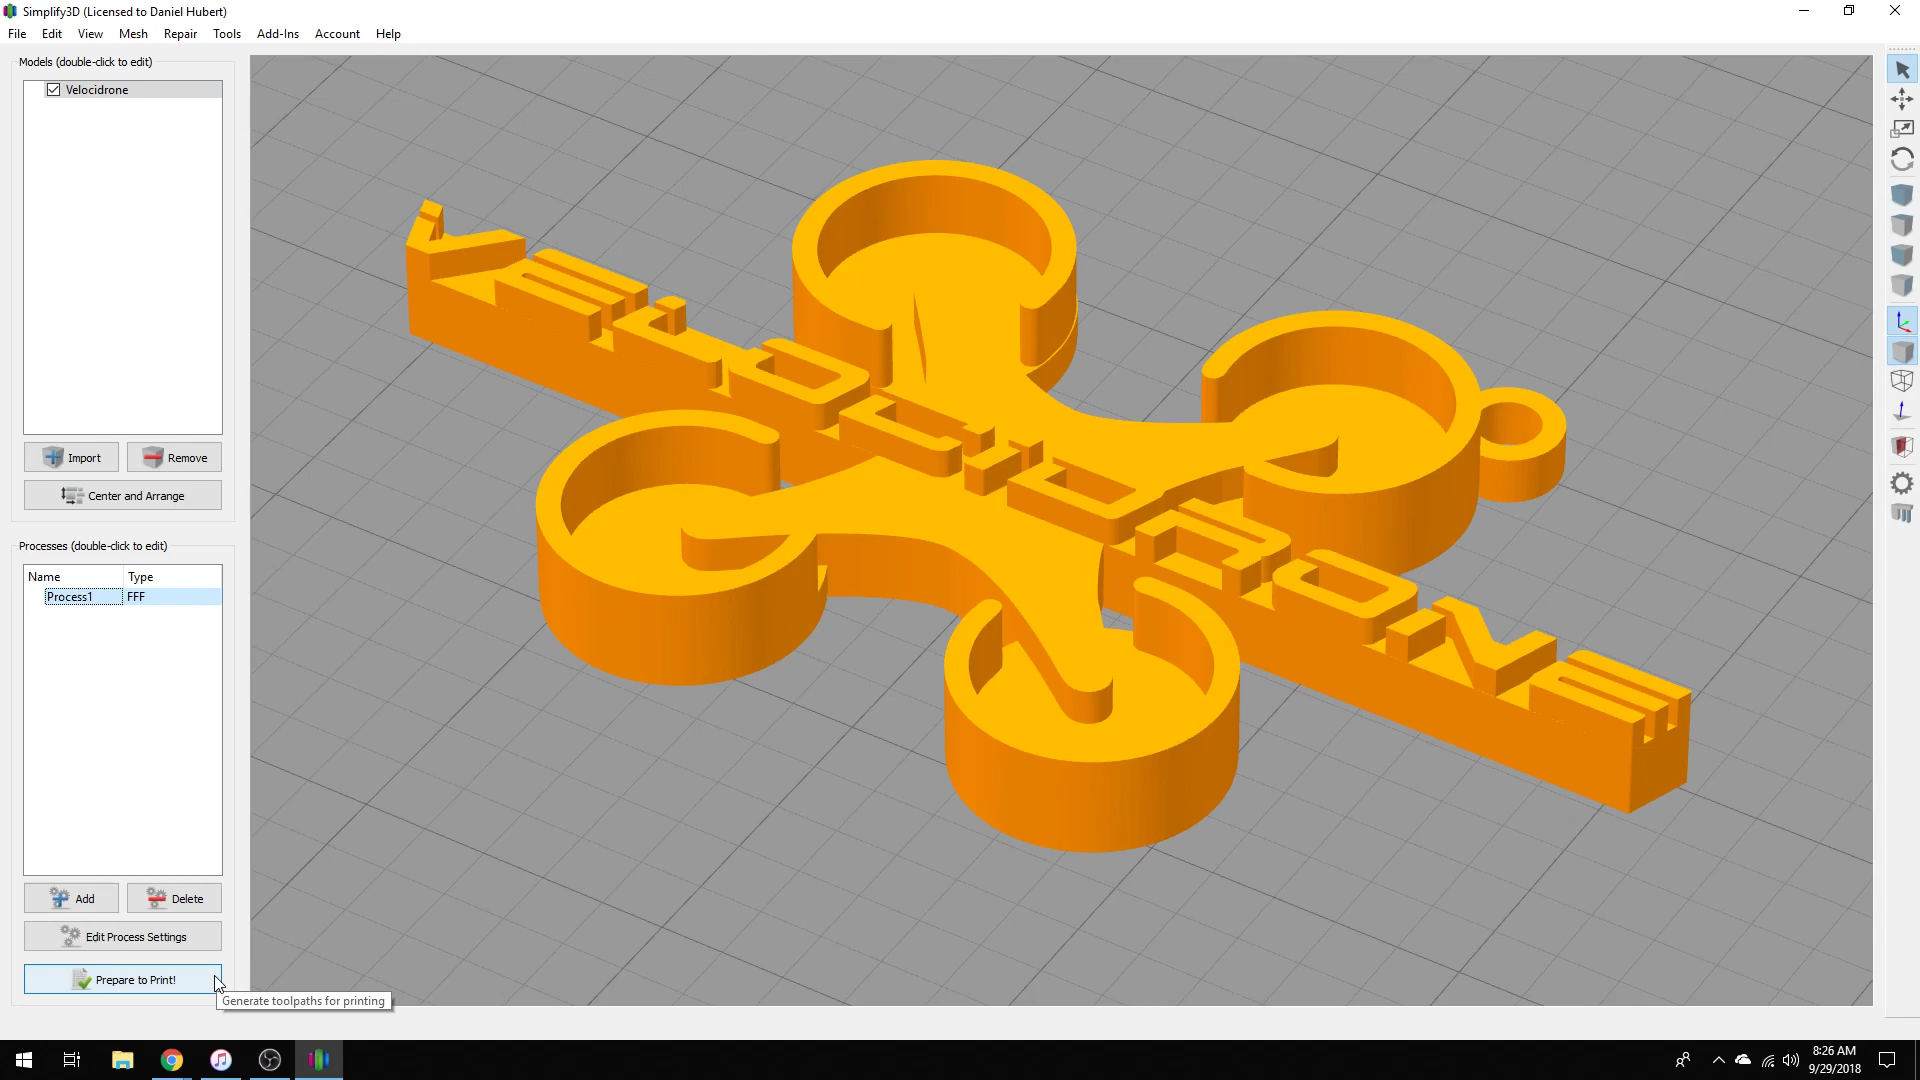 Simplify3D (Licensed to Daniel Hubert)
File Edit View Mesh Repair Tools Add-Ins Account Help
Models (double-click to edit)
Velocidrone
Import Remove
Center and Arrange
Processes (double-click to edit)
Name Type
Process1 FFF
Add Delete
Edit Process Settings
Prepare to Print!
Generate toolpaths for printing
VELOCIDRONE
8:26 AM
9/29/2018